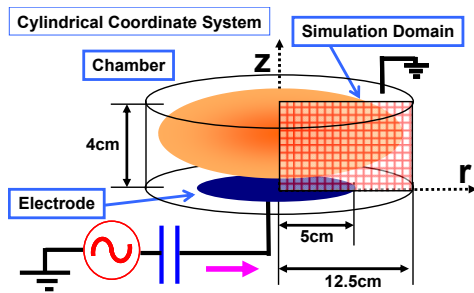 Cylindrical Coordinate System
Simulation Domain
Chamber
Z
4cm
r
Electrode
5cm
12.5cm